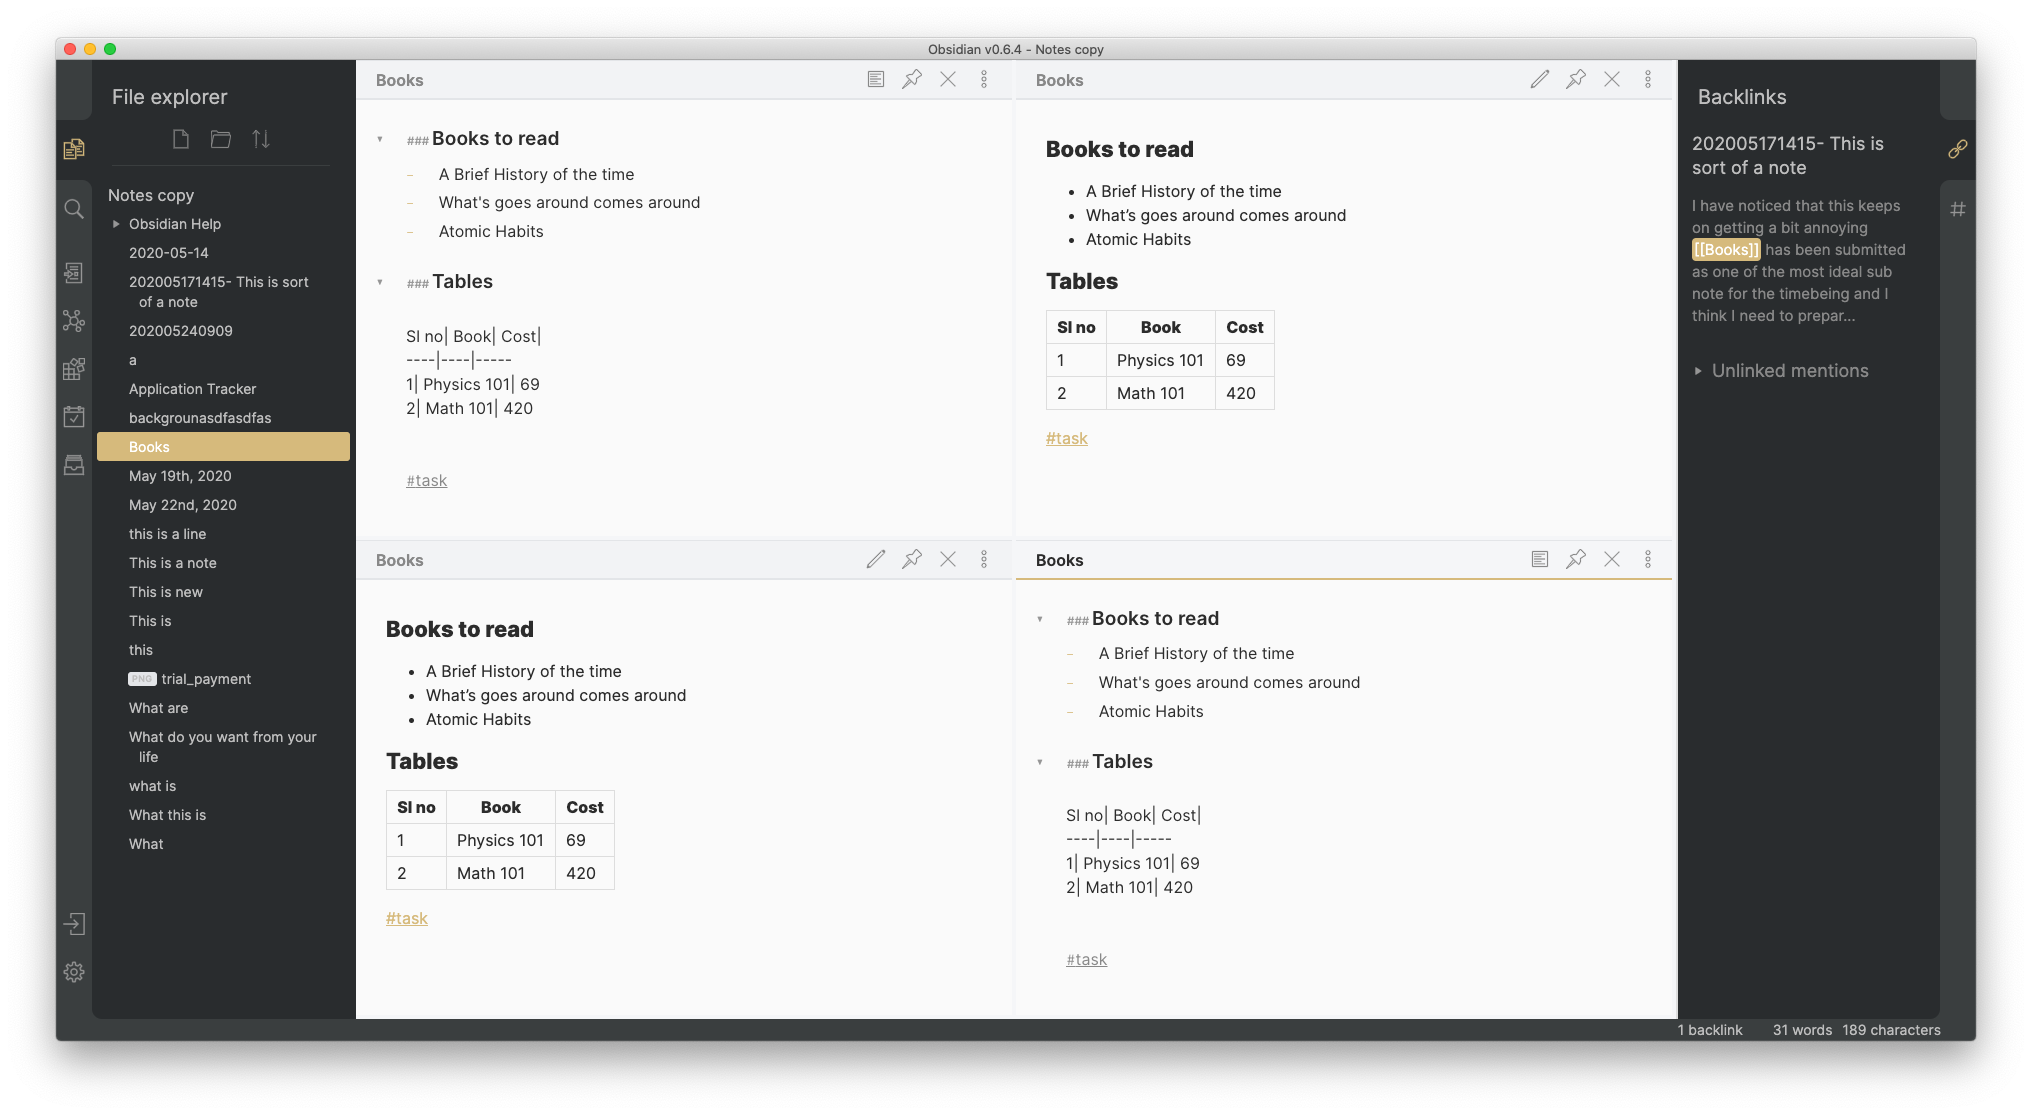 Obsidian v0.6.4 - Notes copy
File explorer
Notes copy
Obsidian Help
2020-05-14
202005171415- This is sort
of a note
202005240909
a
Application Tracker
backgrounasdfasdfas
Books
May 19th, 2020
May 22nd, 2020
this is a line
This is a note
This is new
This is
this
PNG trial_payment
What are
What do you want from your
life
what is
What this is
What
Books
### Books to read
- A Brief History of the time
- What's goes around comes around
- Atomic Habits
### Tables
Sl no| Book| Cost|
----|----|-----
1| Physics 101| 69
2| Math 101| 420
#task
Books
Books to read
• A Brief History of the time
• What’s goes around comes around
• Atomic Habits
Tables
Sl no Book Cost
1 Physics 101 69
2 Math 101 420
#task
Books
Books to read
• A Brief History of the time
• What’s goes around comes around
• Atomic Habits
Tables
Sl no Book Cost
1 Physics 101 69
2 Math 101 420
#task
Books
### Books to read
- A Brief History of the time
- What's goes around comes around
- Atomic Habits
### Tables
Sl no| Book| Cost|
----|----|-----
1| Physics 101| 69
2| Math 101| 420
#task
Backlinks
202005171415- This is
sort of a note
I have noticed that this keeps
on getting a bit annoying
[[Books]] has been submitted
as one of the most ideal sub
note for the timebeing and I
think I need to prepar...
Unlinked mentions
1 backlink 31 words 189 characters